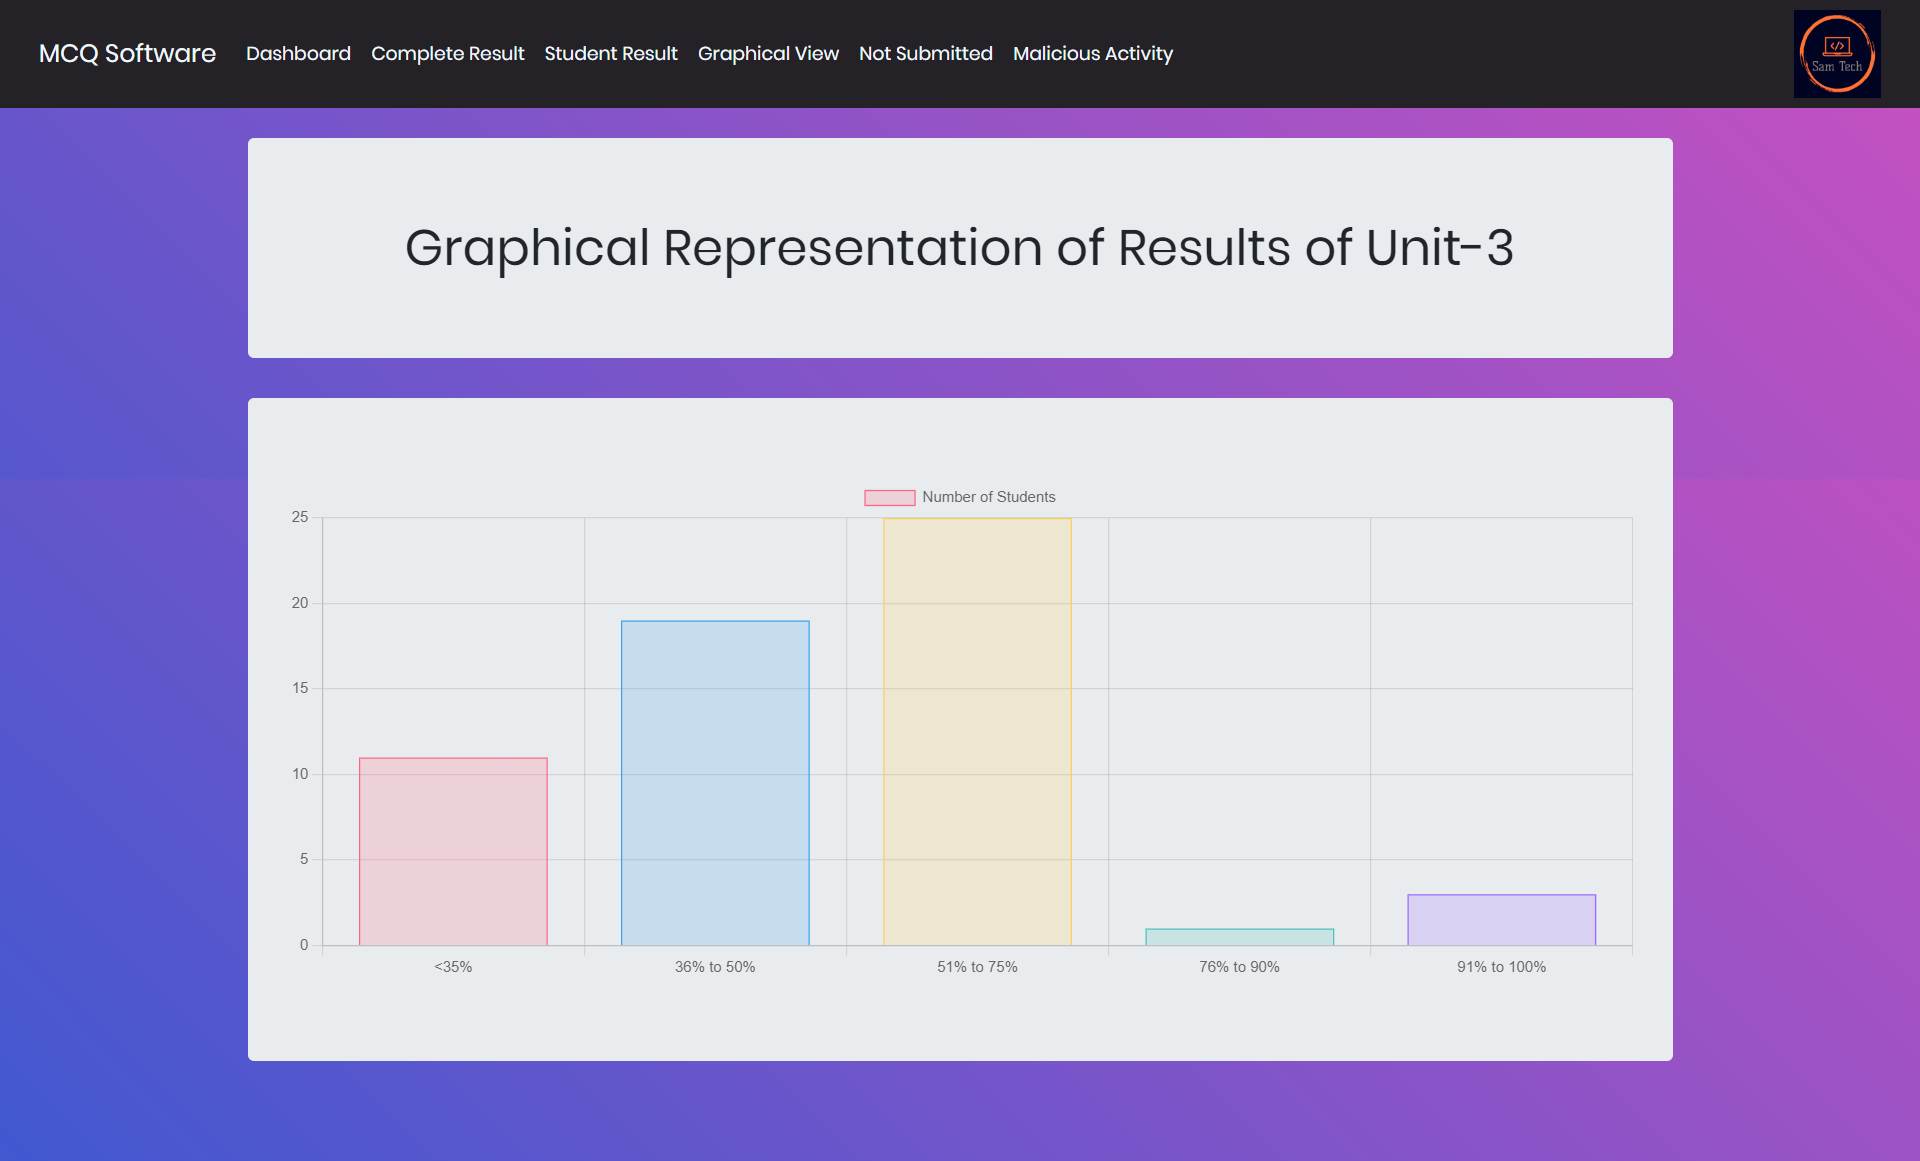 MCQ Software Dashboard Complete Result Student Result Graphical View Not Submitted Malicious Activity
</>
Sam Tech
Graphical Representation of Results of Unit-3
Number of Students
25
20
15
10
5
0
<35% 36% to 50% 51% to 75% 76% to 90% 91% to 100%